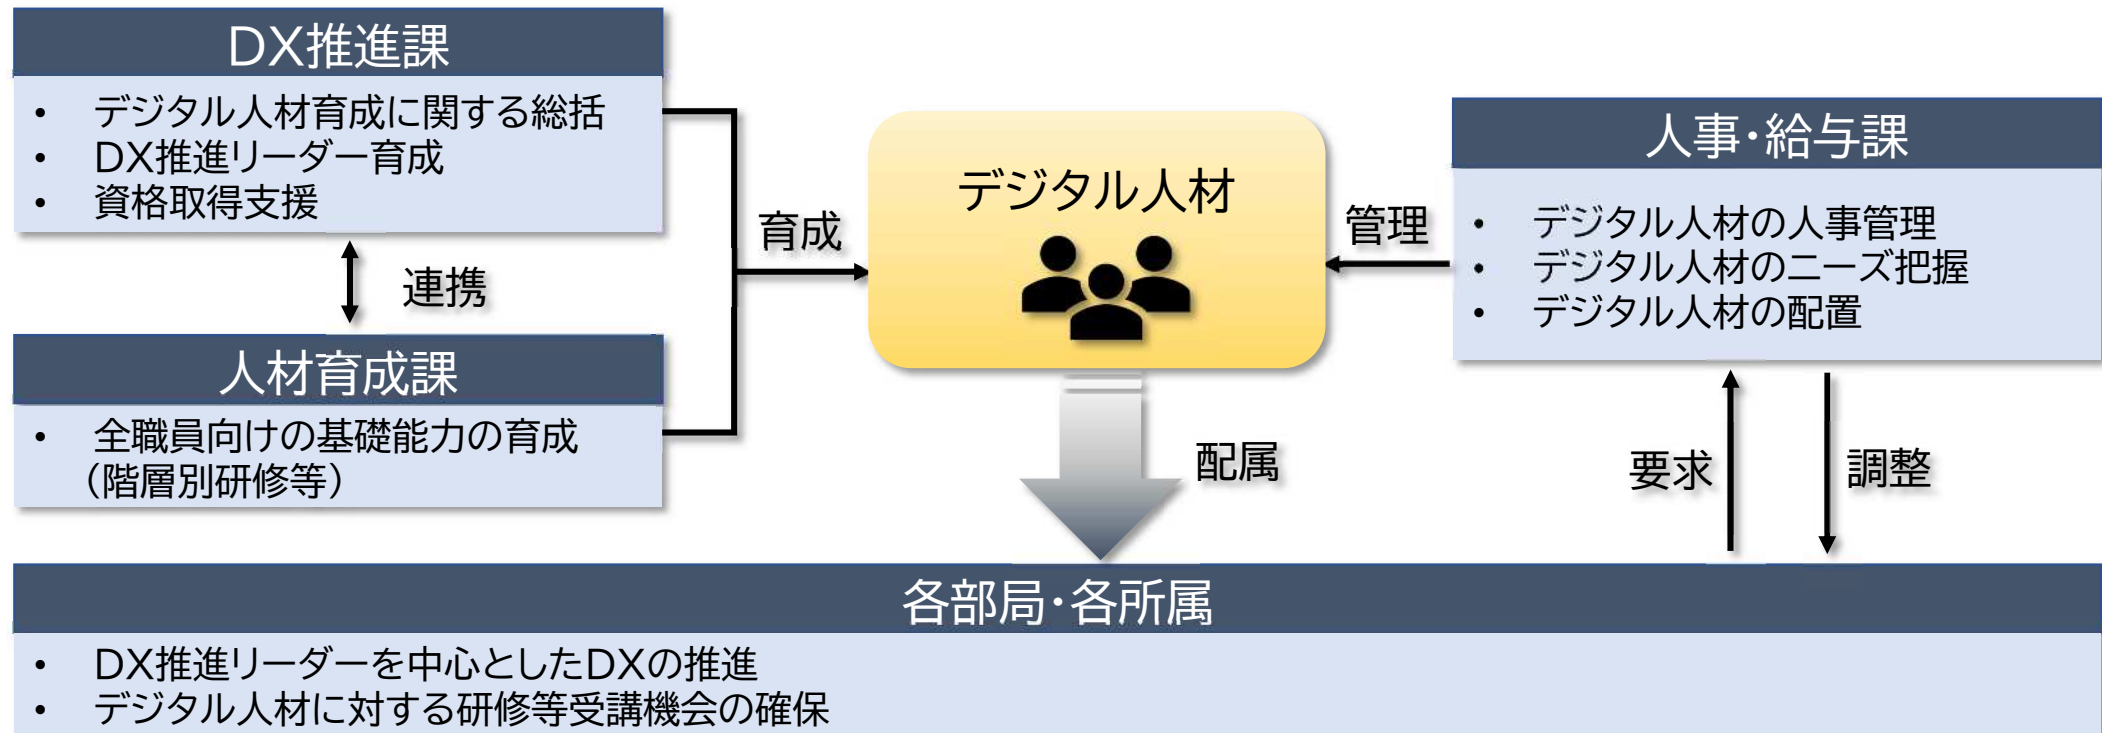 DX推進課
• デジタル人材育成に関する総括
• DX推進リーダー育成
• 資格取得支援
連携
人材育成課
• 全職員向けの基礎能力の育成
（階層別研修等）
育成
デジタル人材
管理
人事・給与課
• デジタル人材の人事管理
• デジタル人材のニーズ把握
• デジタル人材の配置
配属
要求
調整
各部局・各所属
• DX推進リーダーを中心としたDXの推進
• デジタル人材に対する研修等受講機会の確保